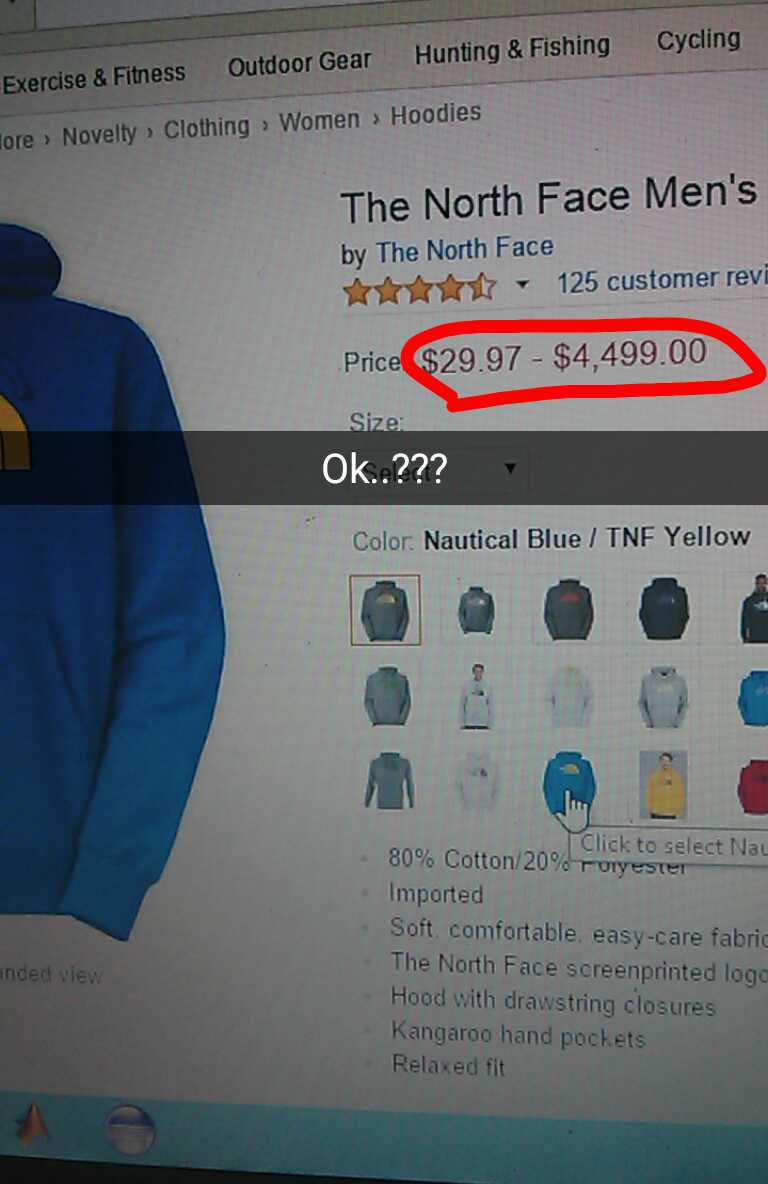 Exercise & Fitness Outdoor Gear Hunting & Fishing Cycling
ore › Novelty › Clothing › Women › Hoodies
The North Face Men's
by The North Face
125 customer revi
Price: $29.97 - $4,499.00
Size:
Select
Ok..???
Color: Nautical Blue / TNF Yellow
Click to select Nau
80% Cotton/20% Polyester
Imported
Soft, comfortable, easy-care fabric
The North Face screenprinted logo
Hood with drawstring closures
Kangaroo hand pockets
Relaxed fit
anded view